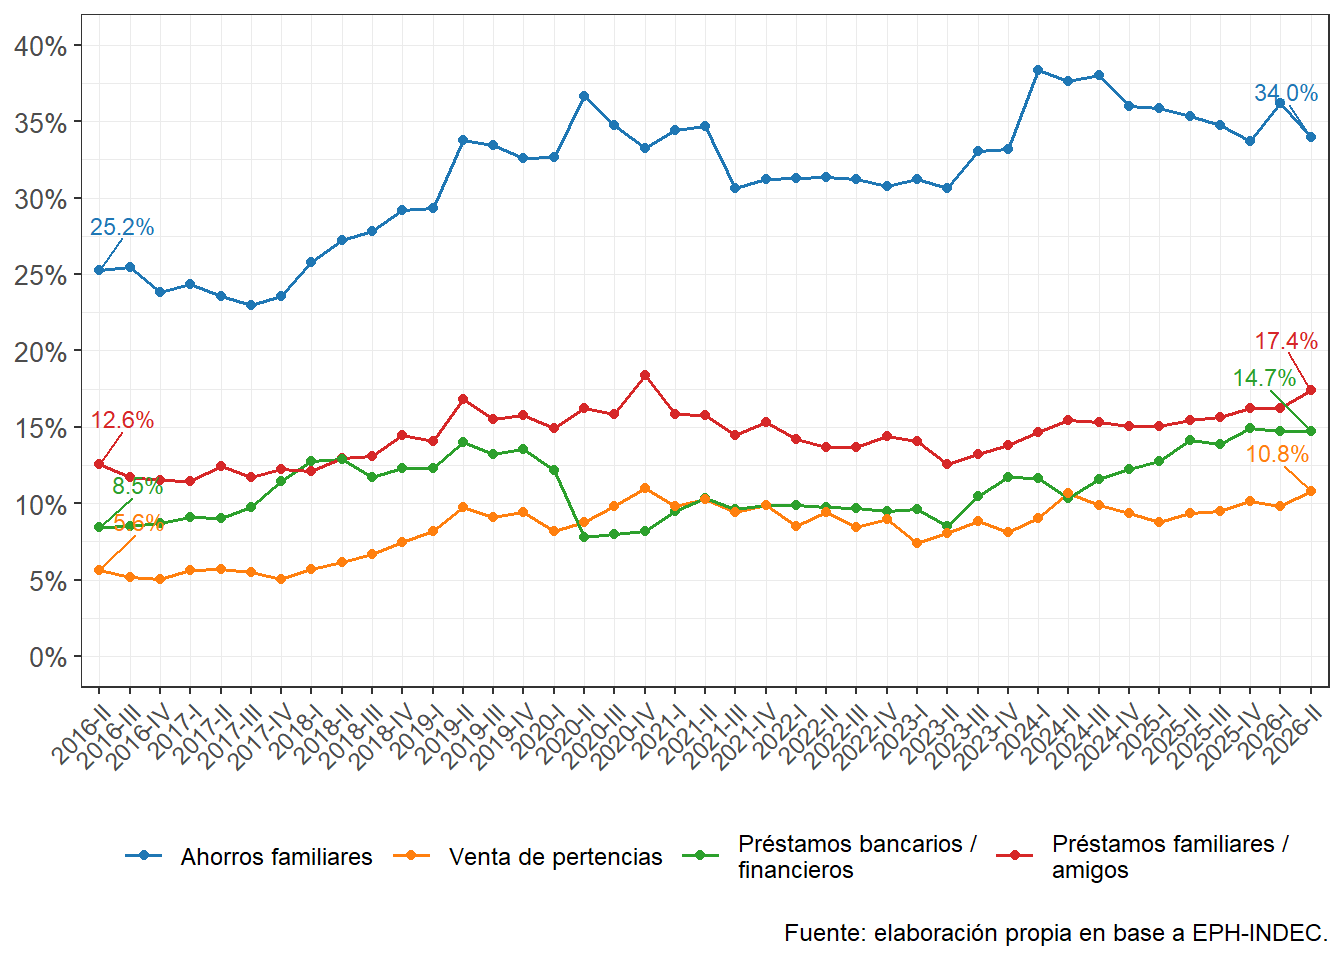 40%
35%
30%
25%
20%
15%
10%
5%
0%
25.2%
12.6%
8.5%
5.6%
34.0%
17.4%
14.7%
10.8%
2016-II
2016-III
2016-IV
2017-I
2017-II
2017-III
2017-IV
2018-I
2018-II
2018-III
2018-IV
2019-I
2019-II
2019-III
2019-IV
2020-I
2020-II
2020-III
2020-IV
2021-I
2021-II
2021-III
2021-IV
2022-I
2022-II
2022-III
2022-IV
2023-I
2023-II
2023-III
2023-IV
2024-I
2024-II
2024-III
2024-IV
2025-I
2025-II
2025-III
2025-IV
2026-I
2026-II
Ahorros familiares
Venta de pertencias
Préstamos bancarios /
financieros
Préstamos familiares /
amigos
Fuente: elaboración propia en base a EPH-INDEC.